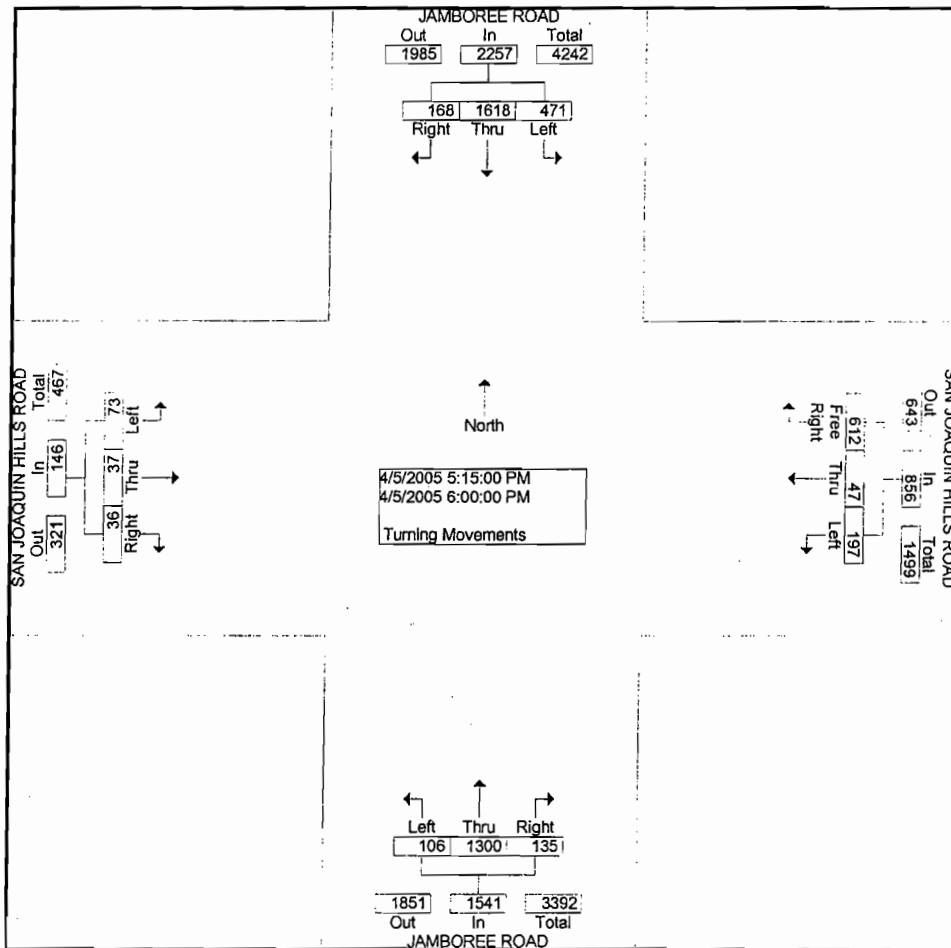 JAMBOREE ROAD
Out In Total
1985 2257 4242
168 1618 471
Right Thru Left
SAN JOAQUIN HILLS ROAD
Total In Out
467 146 321
73 37 36
Left Thru Right
North
4/5/2005 5:15:00 PM
4/5/2005 6:00:00 PM
Turning Movements
Free
Right Thru Left
612 47 197
Out In Total
643 856 1499
SAN JOAQUIN HILLS ROAD
Left Thru Right
106 1300 135
1851 1541 3392
Out In Total
JAMBOREE ROAD